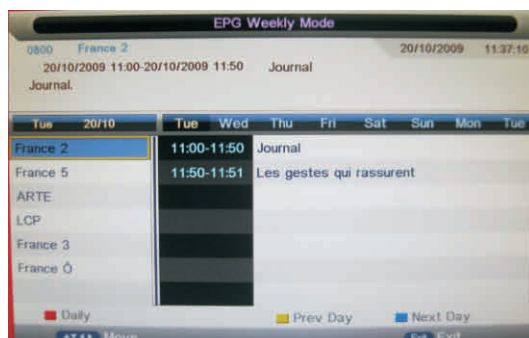 EPG Weekly Mode
0800 France 2 20/10/2009 11:37:10
20/10/2009 11:00-20/10/2009 11:50 Journal
Journal.
Tue 20/10 Tue Wed Thu Fri Sat Sun Mon Tue
France 2 11:00-11:50 Journal
France 5 11:50-11:51 Les gestes qui rassurent
ARTE
LCP
France 3
France Ô
Daily Prev Day Next Day
Move Exit Exit